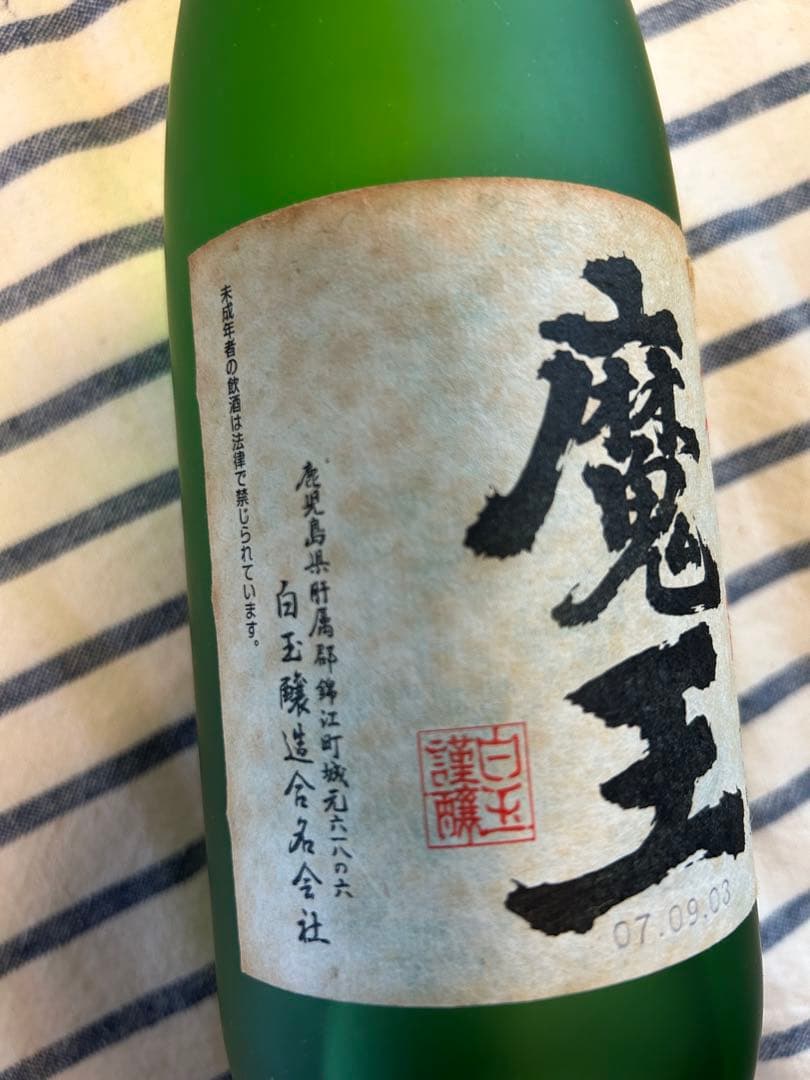 魔王
07.09.03
白玉
謹醸
鹿児島県肝属郡錦江町城元六一八の六
白玉醸造合名会社
未成年者の飲酒は法律で禁じられています。